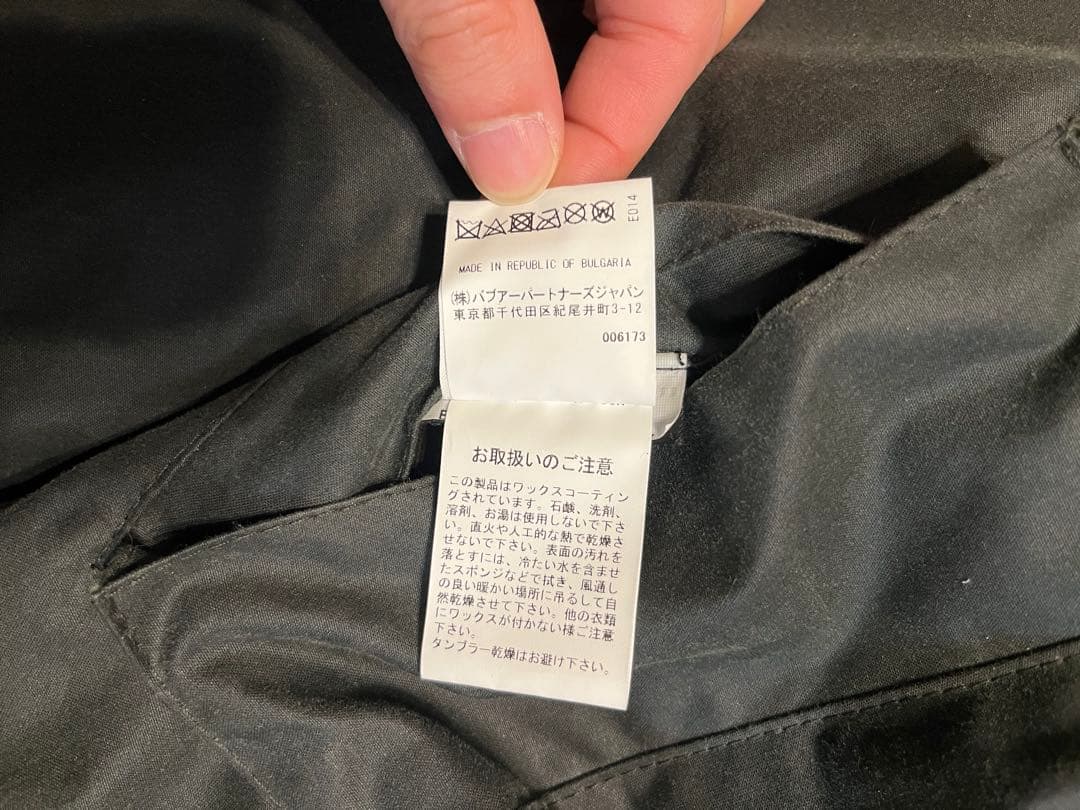 E014
MADE IN REPUBLIC OF BULGARIA
(株)バブアーパートナーズジャパン
東京都千代田区紀尾井町3-12
006173
お取扱いのご注意
この製品はワックスコーティン
グされています。石鹸、洗剤、
溶剤、お湯は使用しないで下さ
い。直火や人工的な熱で乾燥さ
せないで下さい。表面の汚れを
落とすには、冷たい水を含ませ
たスポンジなどで拭き、風通し
の良い暖かい場所に吊るして自
然乾燥させて下さい。他の衣類
にワックスが付かない様ご注意
下さい。
タンブラー乾燥はお避け下さい。